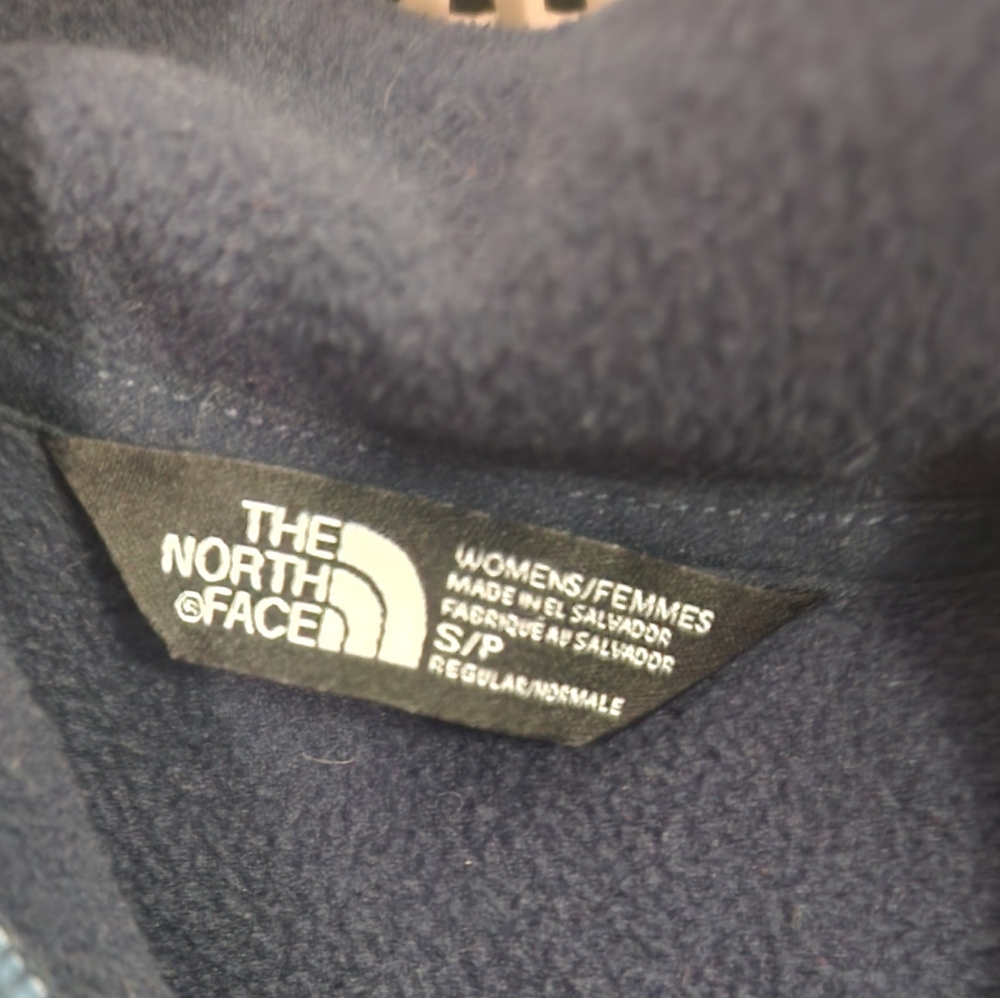 THE
NORTH
®FACE
WOMENS/FEMMES
MADE IN EL SALVADOR
FABRIQUÉ AU SALVADOR
S/P
REGULAR/NORMALE